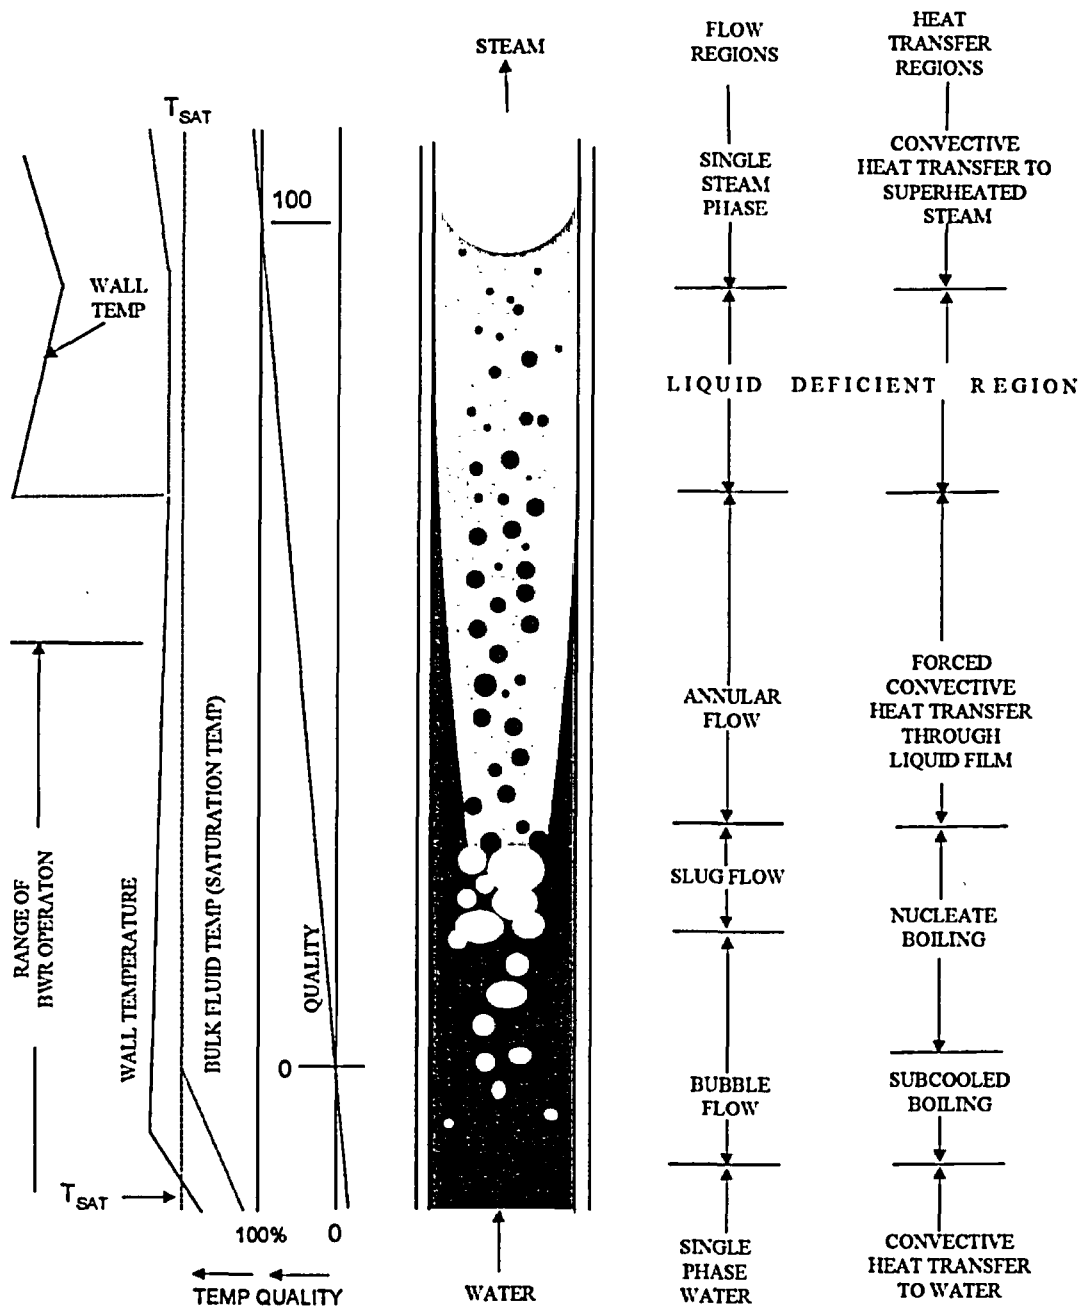 STEAM
FLOW
REGIONS
HEAT
TRANSFER
REGIONS
T_SAT
100
WALL
TEMP
SINGLE
STEAM
PHASE
CONVECTIVE
HEAT TRANSFER TO
SUPERHEATED
STEAM
LIQUID DEFICIENT REGION
ANNULAR
FLOW
FORCED
CONVECTIVE
HEAT TRANSFER
THROUGH
LIQUID FILM
SLUG FLOW
NUCLEATE
BOILING
RANGE OF
BWR OPERATON
WALL TEMPERATURE
BULK FLUID TEMP (SATURATION TEMP)
QUALITY
0
BUBBLE
FLOW
SUBCOOLED
BOILING
T_SAT
100%
0
TEMP QUALITY
WATER
SINGLE
PHASE
WATER
CONVECTIVE
HEAT TRANSFER
TO WATER